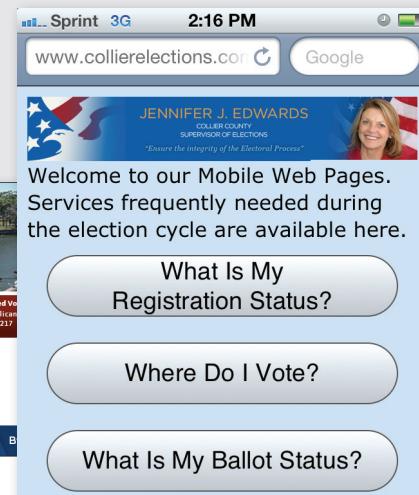 Sprint 3G 2:16 PM
www.collierelections.con
Google
JENNIFER J. EDWARDS
COLLIER COUNTY
SUPERVISOR OF ELECTIONS
"Ensure the integrity of the Electoral Process"
Welcome to our Mobile Web Pages.
Services frequently needed during
the election cycle are available here.
What Is My
Registration Status?
Where Do I Vote?
What Is My Ballot Status?
217
B